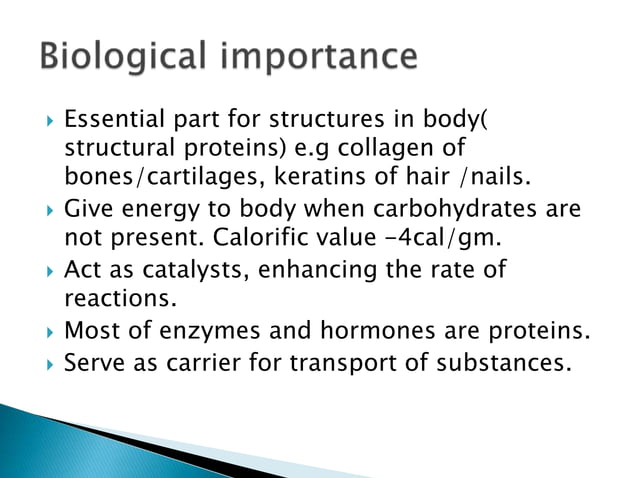 Biological importance
Essential part for structures in body(
structural proteins) e.g collagen of
bones/cartilages, keratins of hair /nails.
Give energy to body when carbohydrates are
not present. Calorific value -4cal/gm.
Act as catalysts, enhancing the rate of
reactions.
Most of enzymes and hormones are proteins.
Serve as carrier for transport of substances.